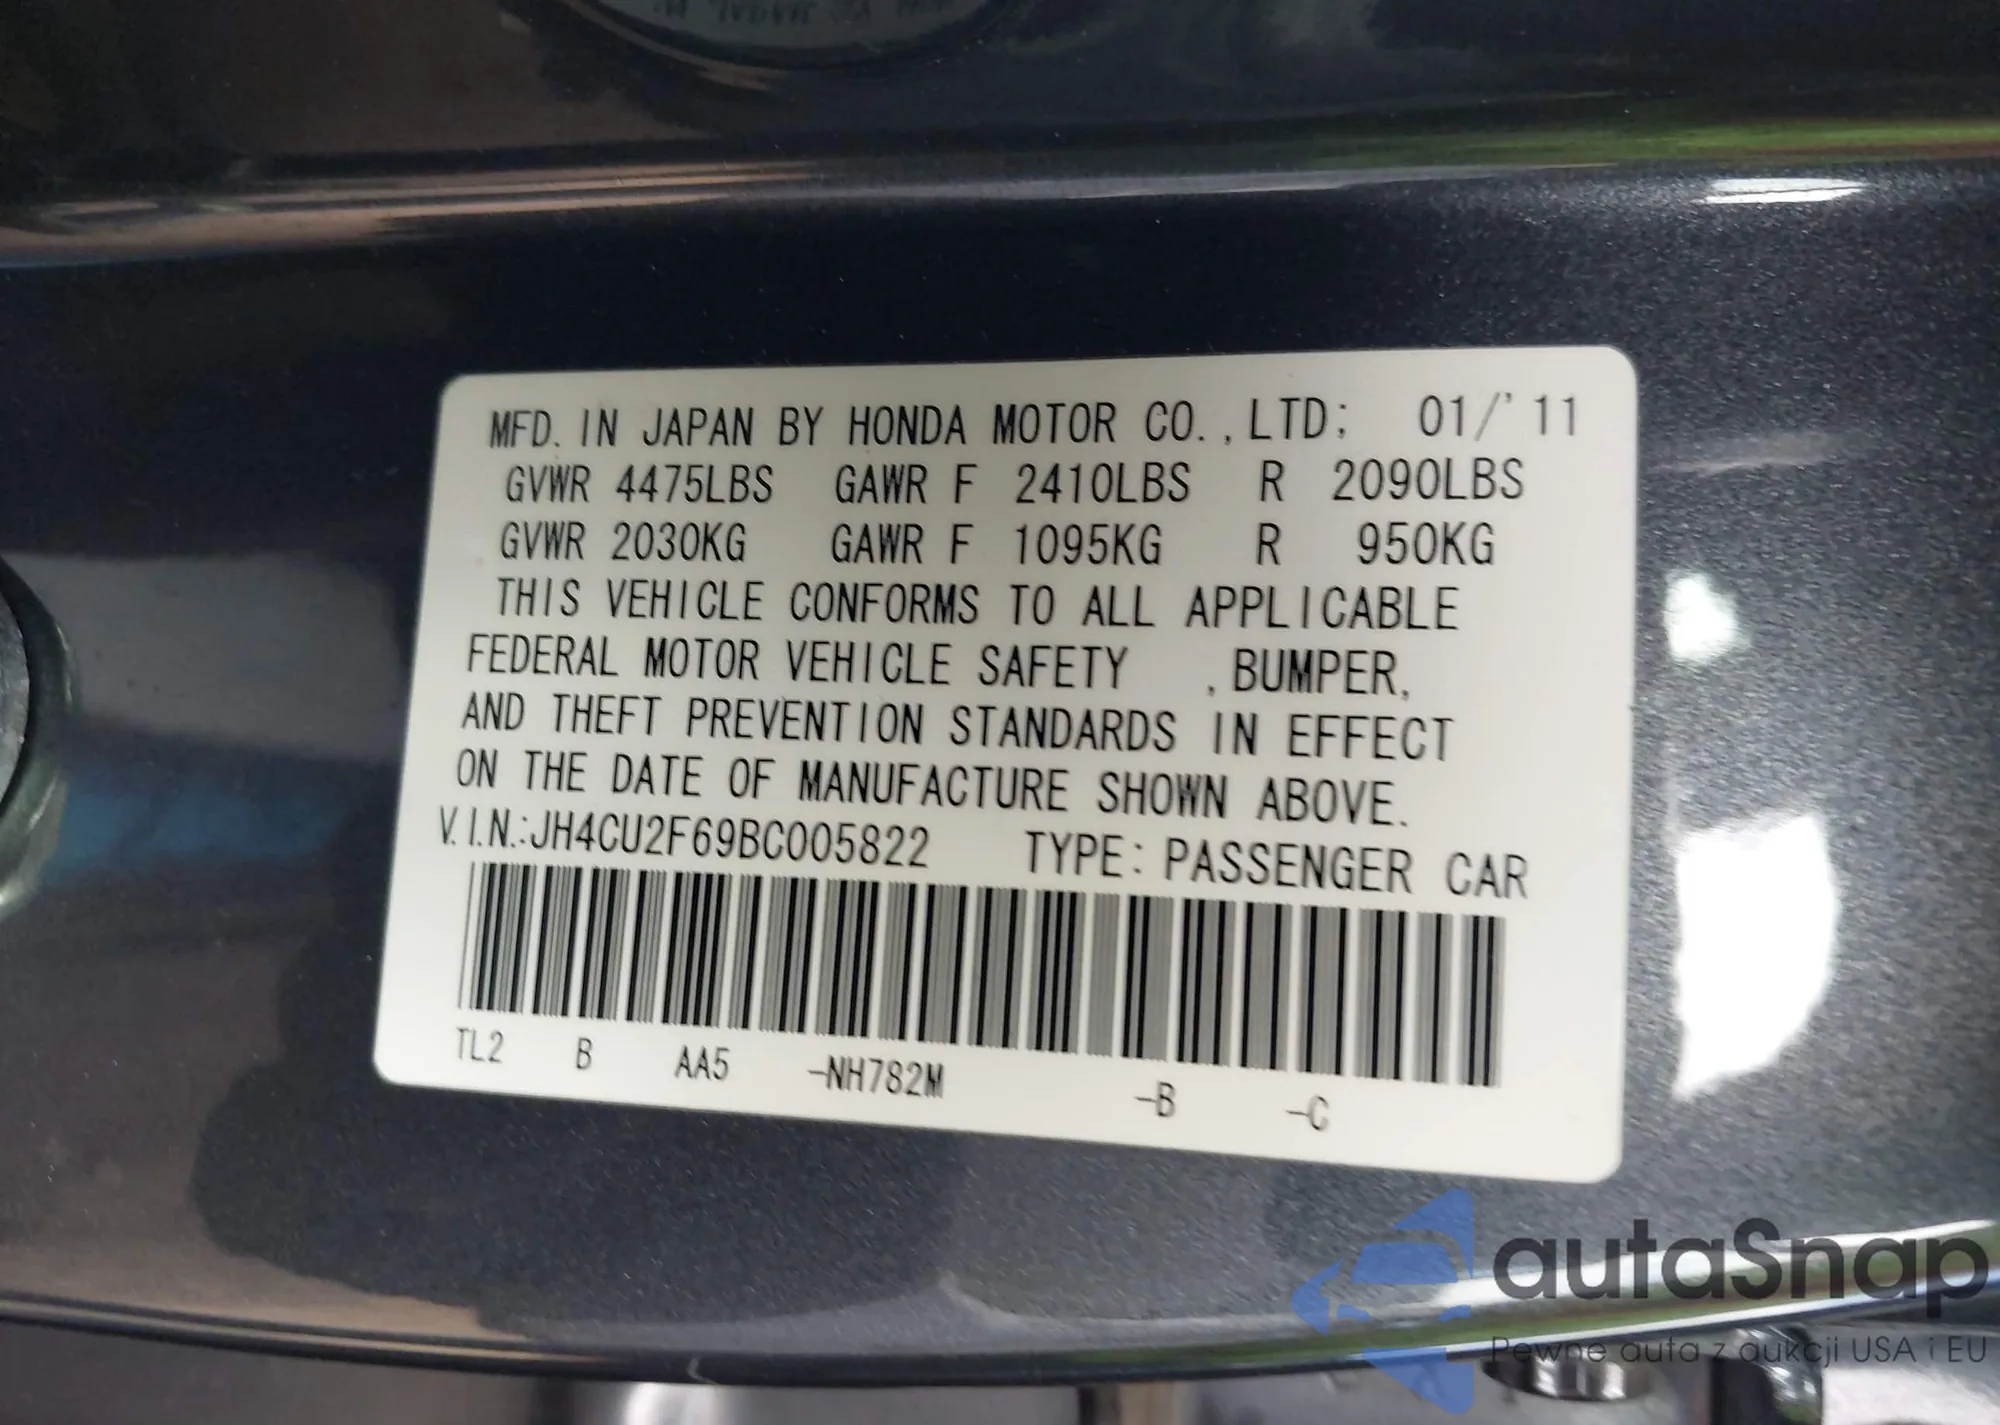 MFD. IN JAPAN BY HONDA MOTOR CO.,LTD; 01/'11
GVWR 4475LBS GAWR F 2410LBS R 2090LBS
GVWR 2030KG GAWR F 1095KG R 950KG
THIS VEHICLE CONFORMS TO ALL APPLICABLE
FEDERAL MOTOR VEHICLE SAFETY , BUMPER,
AND THEFT PREVENTION STANDARDS IN EFFECT
ON THE DATE OF MANUFACTURE SHOWN ABOVE.
V.I.N.:JH4CU2F69BC005822 TYPE: PASSENGER CAR
TL2 B AA5 -NH782M -B -C
autaSnap
Pewne auta z aukcji USA i EU